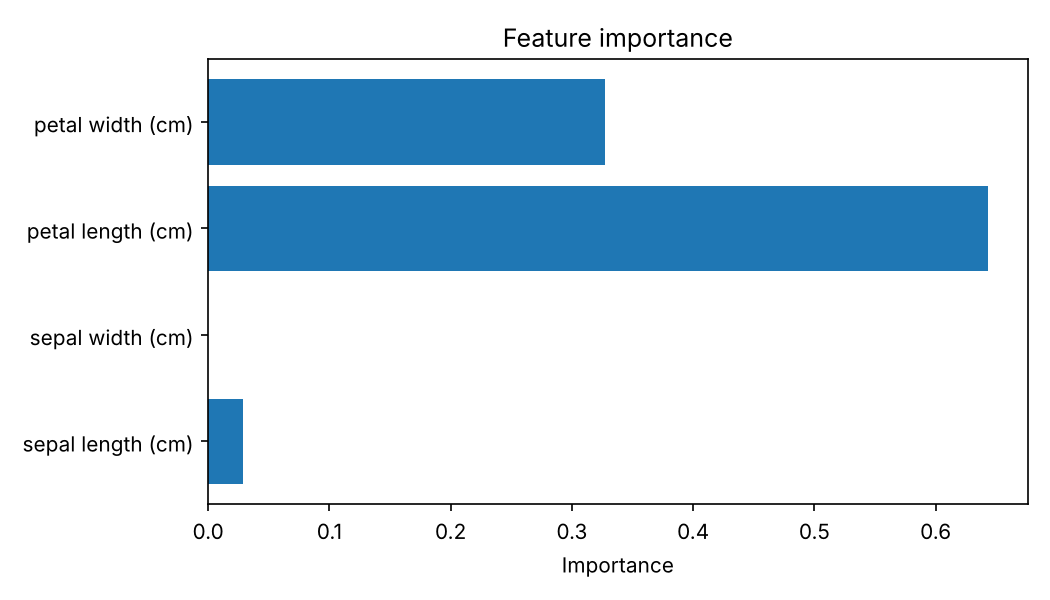 Feature importance
petal width (cm)
petal length (cm)
sepal width (cm)
sepal length (cm)
0.0 0.1 0.2 0.3 0.4 0.5 0.6
Importance